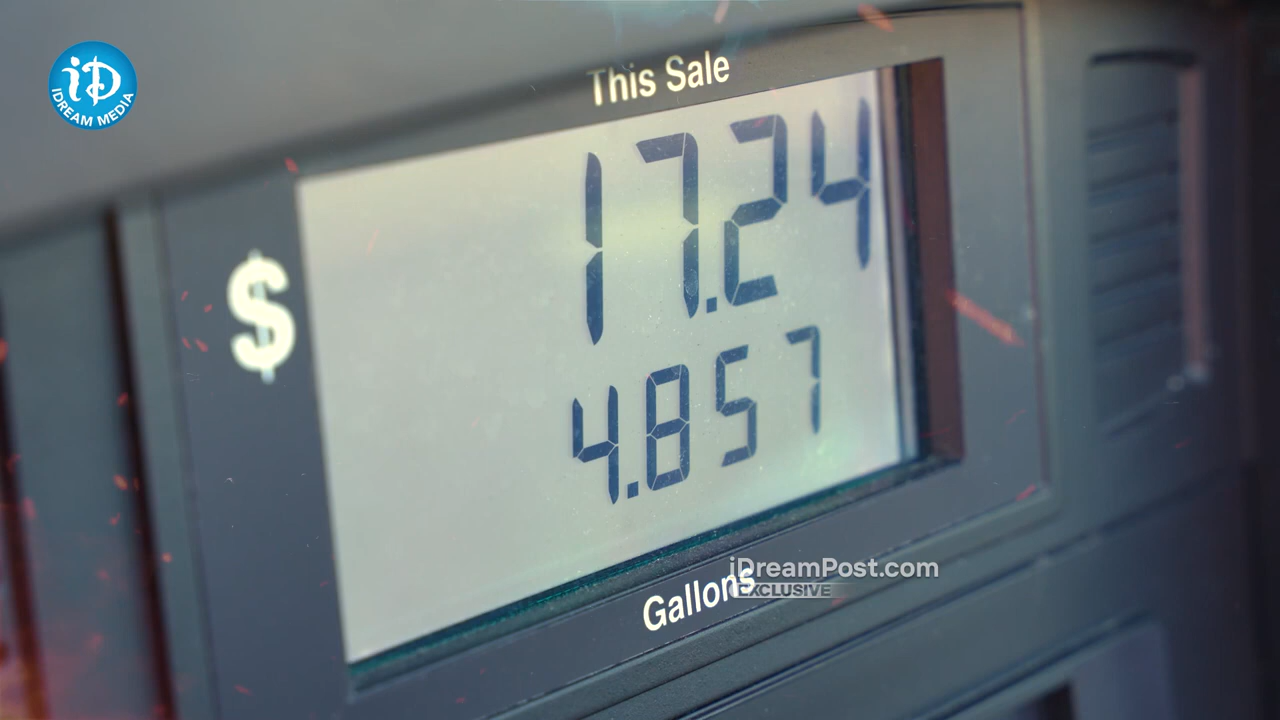 iD
IDREAM MEDIA
This Sale
$
17.24
4.857
Gallons
iDreamPost.com
EXCLUSIVE